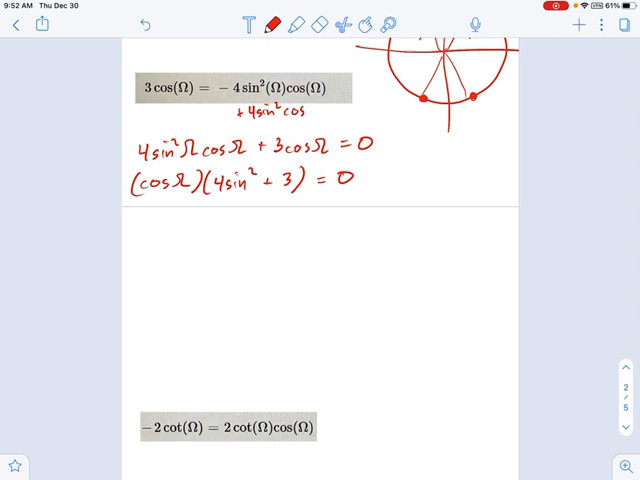 9:52 AM Thu Dec 30
VPN 61%
T
3 cos(Ω) = − 4 sin²(Ω)cos(Ω)
+ 4sin² cos
4sin²Ω cosΩ + 3cosΩ = 0
(cosΩ)(4sin² + 3) = 0
2
/
5
− 2 cot(Ω) = 2 cot(Ω)cos(Ω)